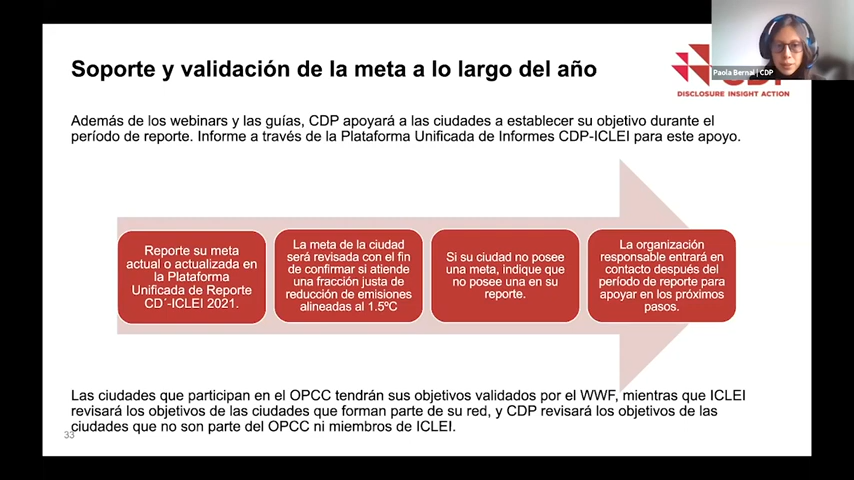 Paola Bernal | CDP
Soporte y validación de la meta a lo largo del año
CDP
DISCLOSURE INSIGHT ACTION
Además de los webinars y las guías, CDP apoyará a las ciudades a establecer su objetivo durante el
período de reporte. Informe a través de la Plataforma Unificada de Informes CDP-ICLEI para este apoyo.
Reporte su meta
actual o actualizada en
la Plataforma
Unificada de Reporte
CD´-ICLEI 2021.
La meta de la ciudad
será revisada con el fin
de confirmar si atiende
una fracción justa de
reducción de emisiones
alineadas al 1.5ºC
Si su ciudad no posee
una meta, indique que
no posee una en su
reporte.
La organización
responsable entrará en
contacto después del
período de reporte para
apoyar en los próximos
pasos.
Las ciudades que participan en el OPCC tendrán sus objetivos validados por el WWF, mientras que ICLEI
revisará los objetivos de las ciudades que forman parte de su red, y CDP revisará los objetivos de las
ciudades que no son parte del OPCC ni miembros de ICLEI.
33